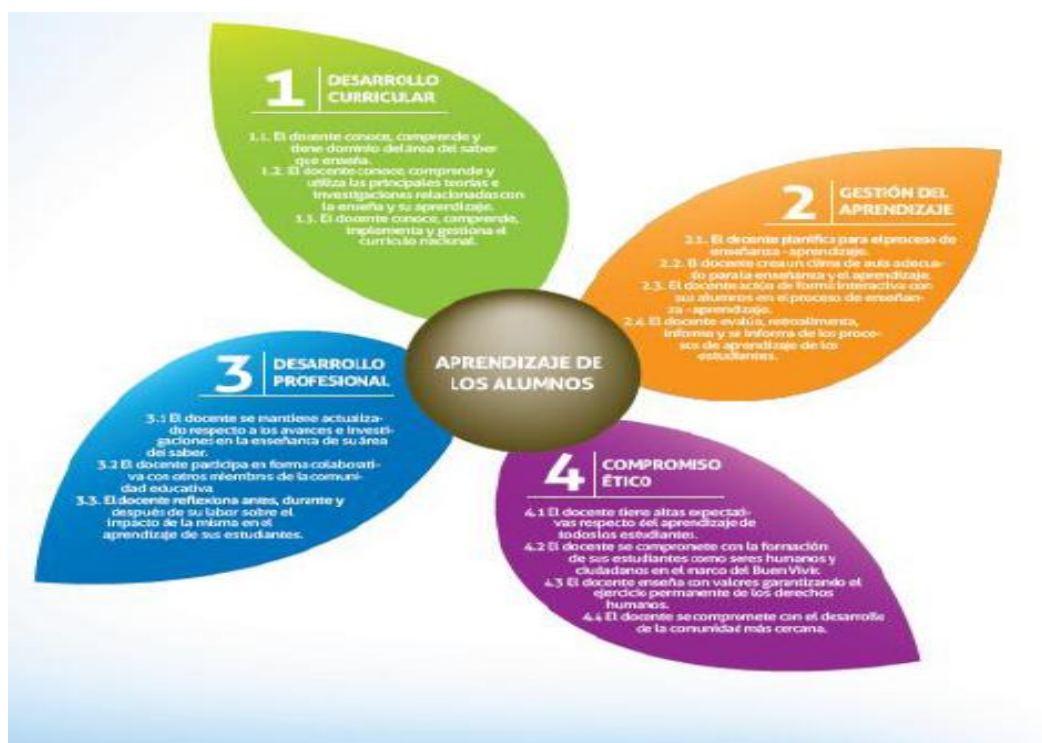 1
DESARROLLO
CURRICULAR
1.1. El docente conoce, comprende y
tiene dominio del área del saber
que enseña.
1.2. El docente conoce, comprende y
utiliza las principales teorías e
investigaciones relacionadas con
la enseña y su aprendizaje.
1.3. El docente conoce, comprende,
implementa y gestiona el
currículo nacional.
2
GESTIÓN DEL
APRENDIZAJE
2.1. El docente planifica para el proceso de
enseñanza - aprendizaje.
2.2. El docente crea un clima de aula adecua-
do para la enseñanza y el aprendizaje.
2.3. El docente actúa de forma interactiva con
sus alumnos en el proceso de enseñan-
za - aprendizaje.
2.4 El docente evalúa, retroalimenta,
informa y se informa de los proce-
sos de aprendizaje de los
estudiantes.
APRENDIZAJE DE
LOS ALUMNOS
3
DESARROLLO
PROFESIONAL
3.1 El docente se mantiene actualiza-
do respecto a los avances e investi-
gaciones en la enseñanza de su área
del saber.
3.2 El docente participa en forma colaborati-
va con otros miembros de la comuni-
dad educativa
3.3. El docente reflexiona antes, durante y
después de su labor sobre el
impacto de la misma en el
aprendizaje de sus estudiantes.
4
COMPROMISO
ÉTICO
4.1 El docente tiene altas expectati-
vas respecto del aprendizaje de
todos los estudiantes.
4.2 El docente se compromete con la formación
de sus estudiantes como seres humanos y
ciudadanos en el marco del Buen Vivir.
4.3 El docente enseña con valores garantizando el
ejercicio permanente de los derechos
humanos.
4.4 El docente se compromete con el desarrollo
de la comunidad más cercana.